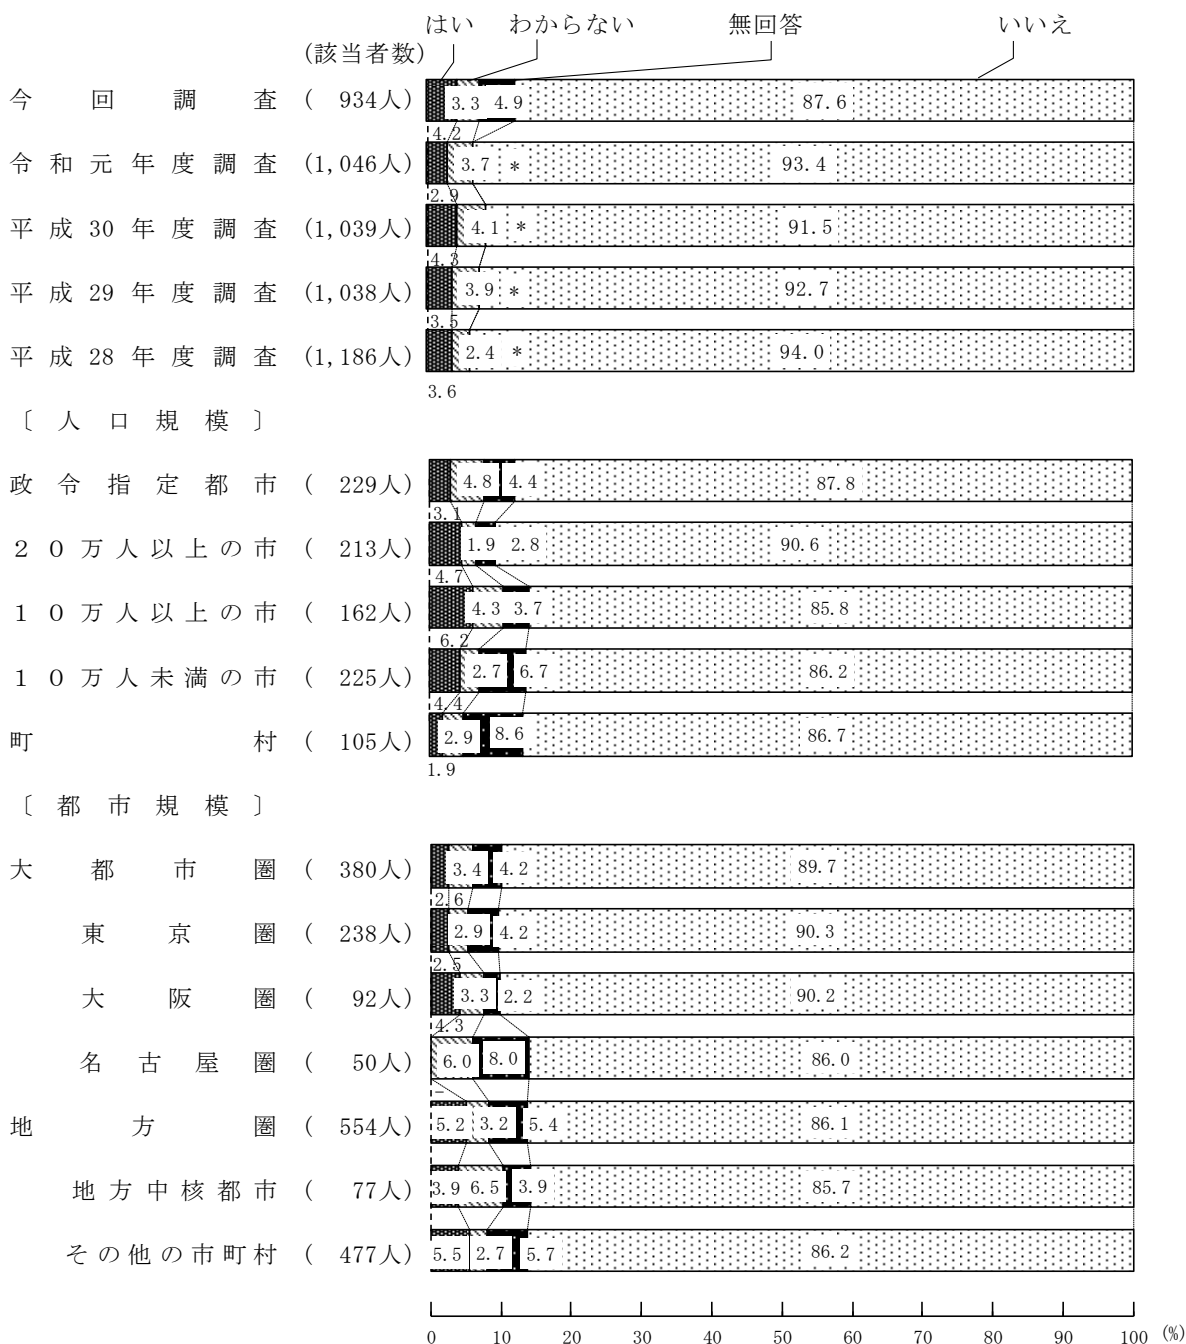 はい わからない 無回答 いいえ
(該当者数)
今回調査 ( 934人) 3.3 4.9 87.6
4.2
令和元年度調査 (1,046人) 3.7 * 93.4
2.9
平成30年度調査 (1,039人) 4.1 * 91.5
4.3
平成29年度調査 (1,038人) 3.9 * 92.7
3.5
平成28年度調査 (1,186人) 2.4 * 94.0
3.6
〔人口規模〕
政令指定都市 ( 229人) 4.8 4.4 87.8
3.1
20万人以上の市 ( 213人) 1.9 2.8 90.6
4.7
10万人以上の市 ( 162人) 4.3 3.7 85.8
6.2
10万人未満の市 ( 225人) 2.7 6.7 86.2
4.4
町村 ( 105人) 2.9 8.6 86.7
1.9
〔都市規模〕
大都市圏 ( 380人) 3.4 4.2 89.7
2.6
東京圏 ( 238人) 2.9 4.2 90.3
2.5
大阪圏 ( 92人) 3.3 2.2 90.2
4.3
名古屋圏 ( 50人) 6.0 8.0 86.0
-
地方圏 ( 554人) 5.2 3.2 5.4 86.1
地方中核都市 ( 77人) 3.9 6.5 3.9 85.7
その他の市町村 ( 477人) 5.5 2.7 5.7 86.2
0 10 20 30 40 50 60 70 80 90 100 (%)